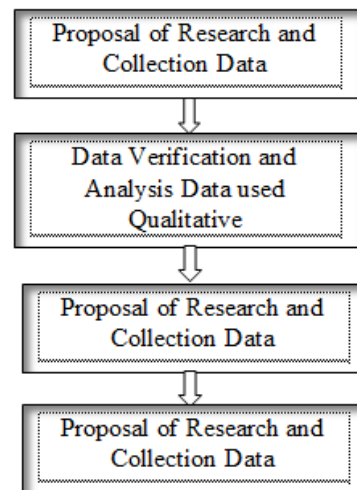 Proposal of Research and
Collection Data
Data Verification and
Analysis Data used
Qualitative
Proposal of Research and
Collection Data
Proposal of Research and
Collection Data